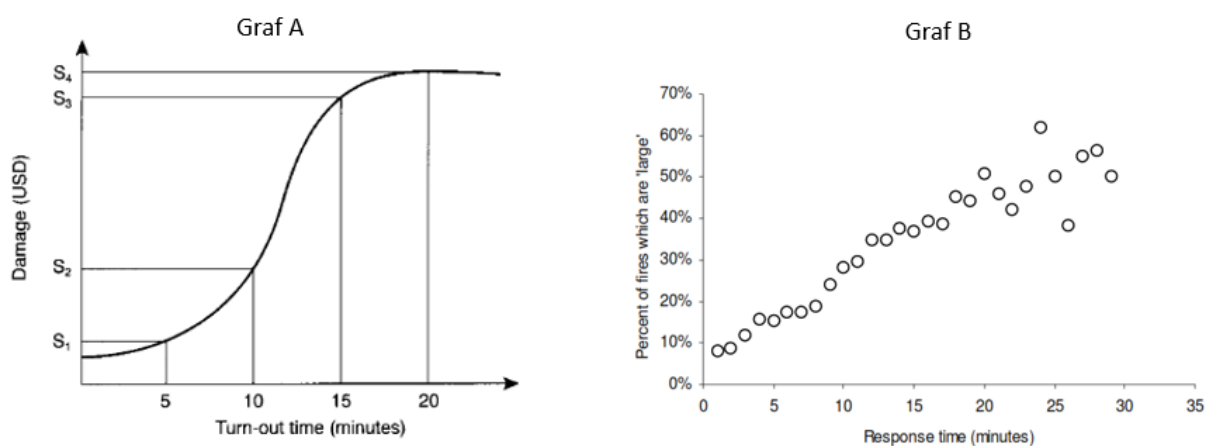 Graf A
Damage (USD)
S4
S3
S2
S1
5 10 15 20
Turn-out time (minutes)
Graf B
Percent of fires which are 'large'
70%
60%
50%
40%
30%
20%
10%
0%
0 5 10 15 20 25 30 35
Response time (minutes)